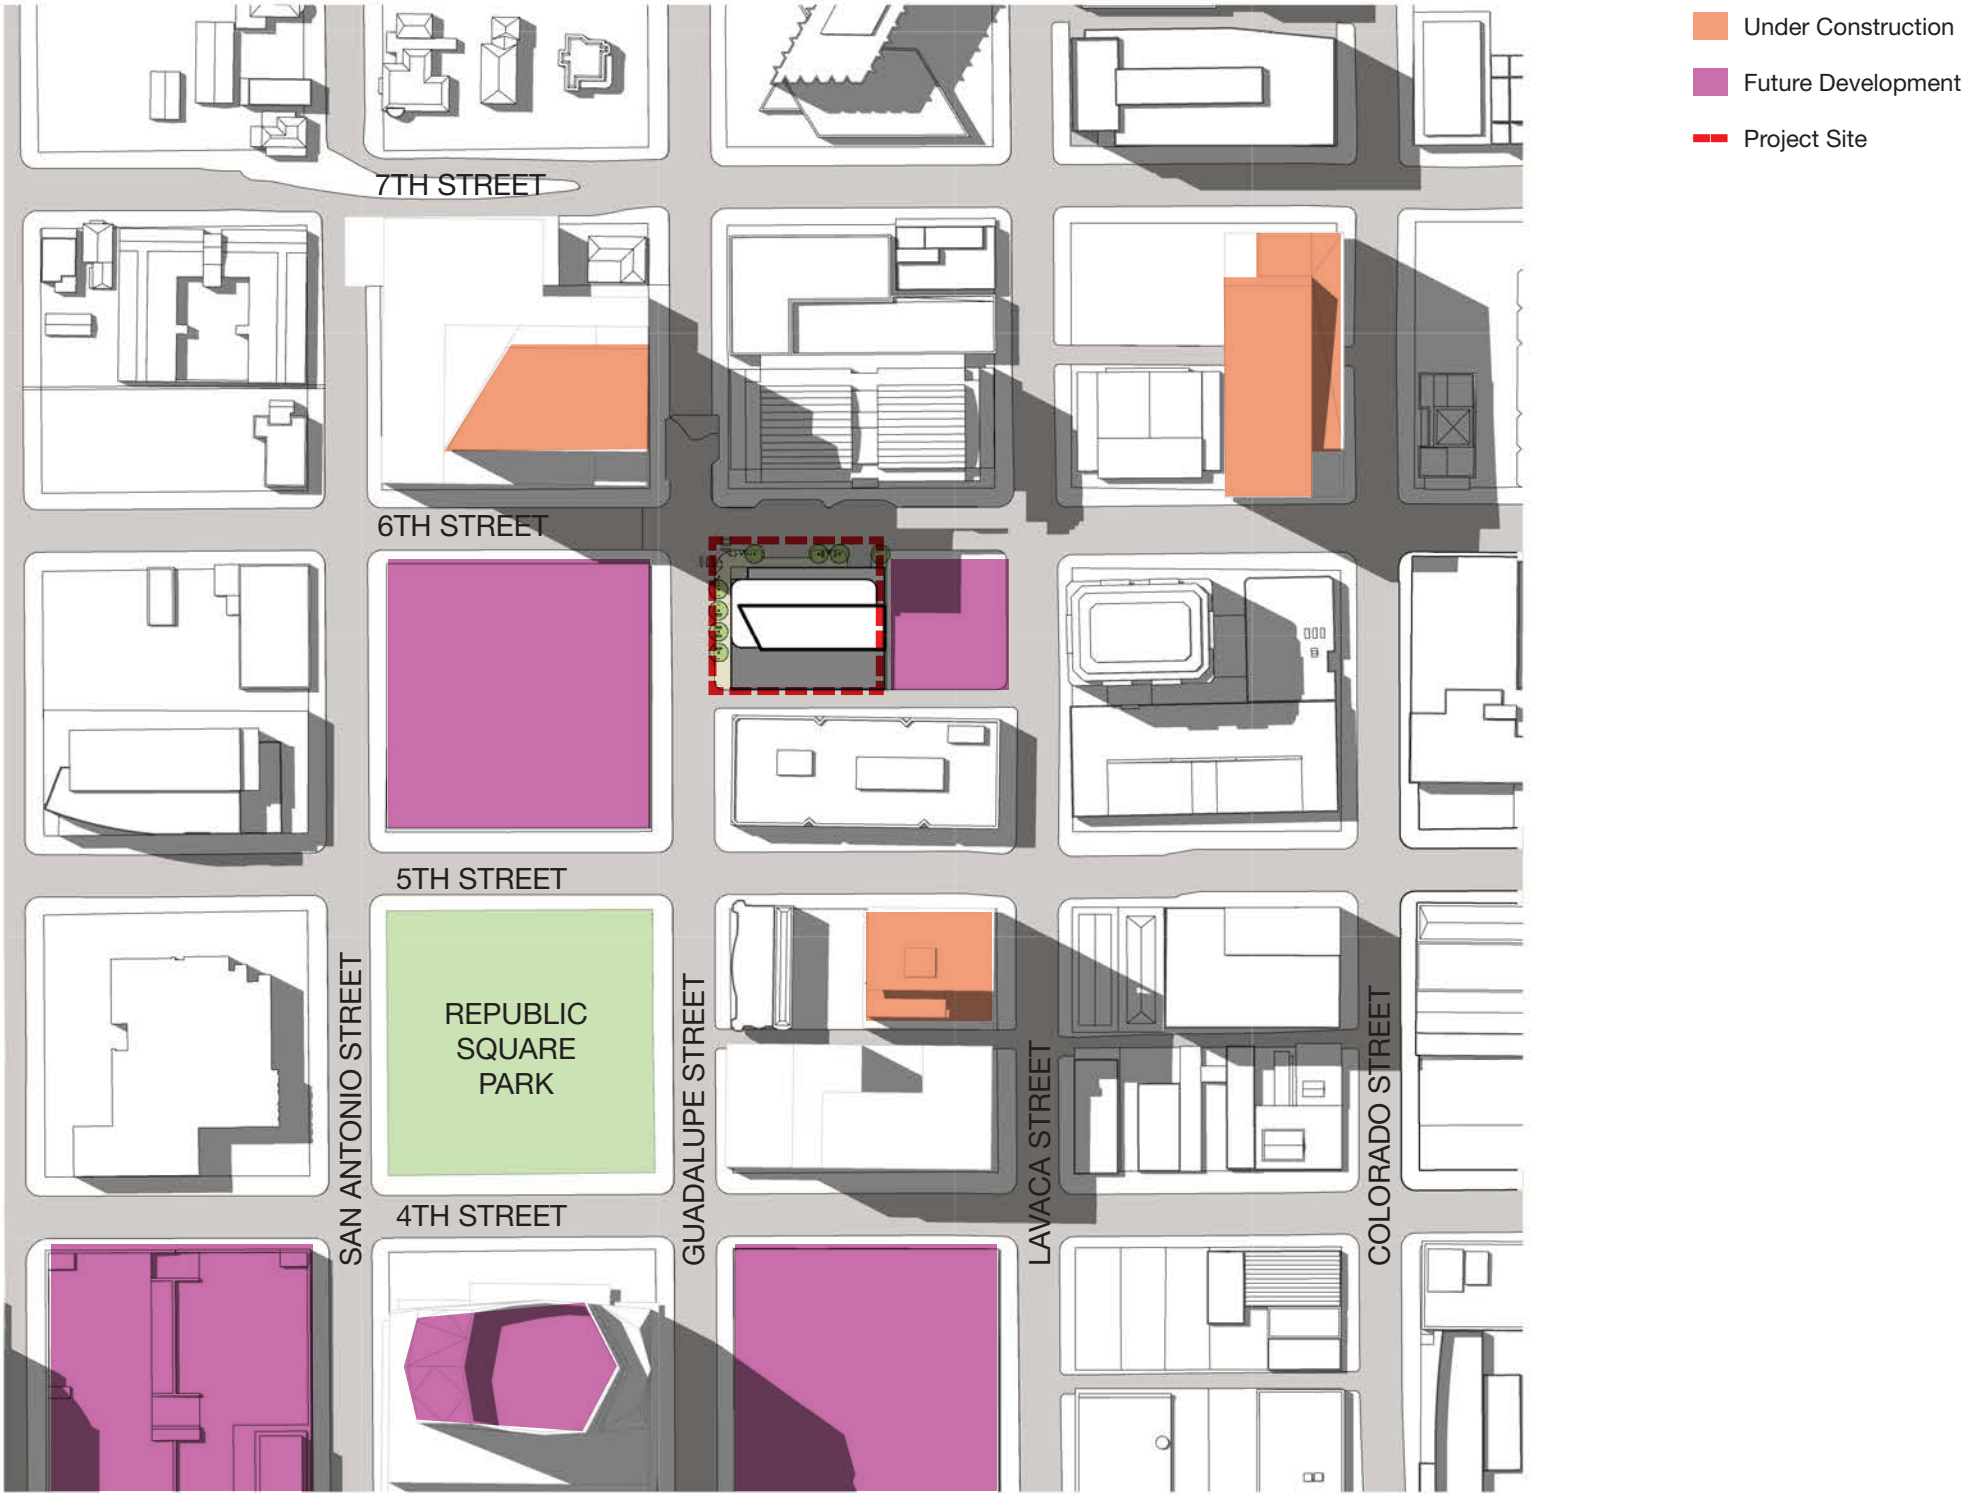 Under Construction
Future Development
Project Site
7TH STREET
6TH STREET
5TH STREET
REPUBLIC
SQUARE
PARK
SAN ANTONIO STREET
GUADALUPE STREET
LAVACA STREET
COLORADO STREET
4TH STREET